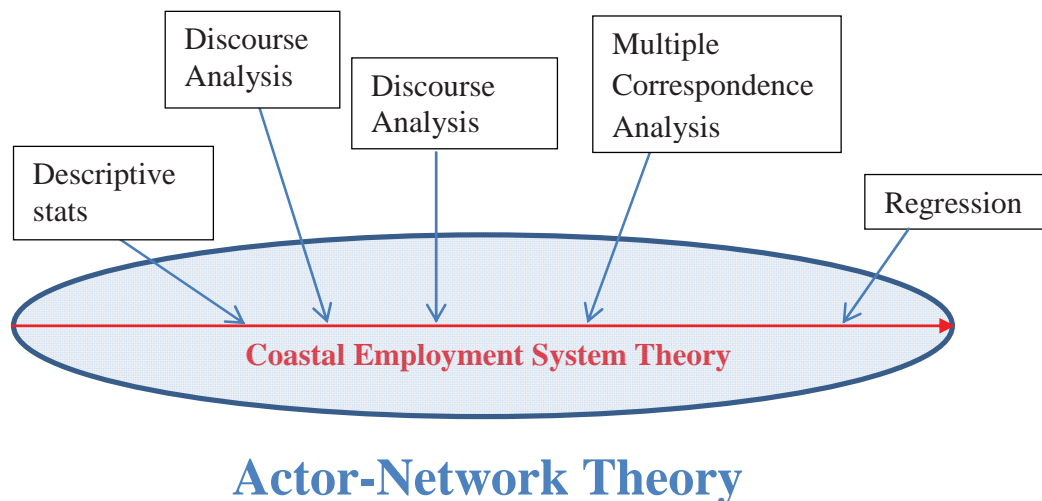 Discourse
Analysis
Discourse
Analysis
Multiple
Correspondence
Analysis
Descriptive
stats
Regression
Coastal Employment System Theory
Actor-Network Theory